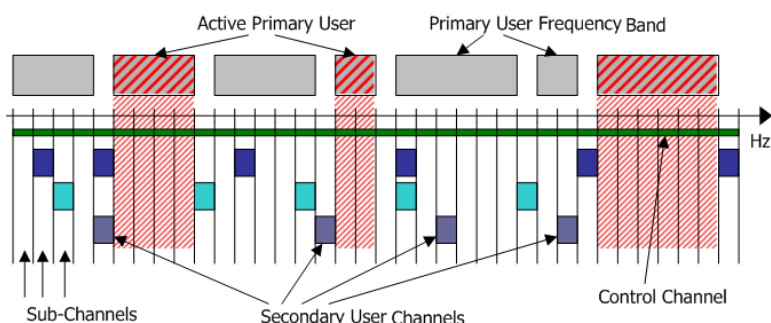 Active Primary User
Primary User Frequency Band
Hz
Sub-Channels
Secondary User Channels
Control Channel